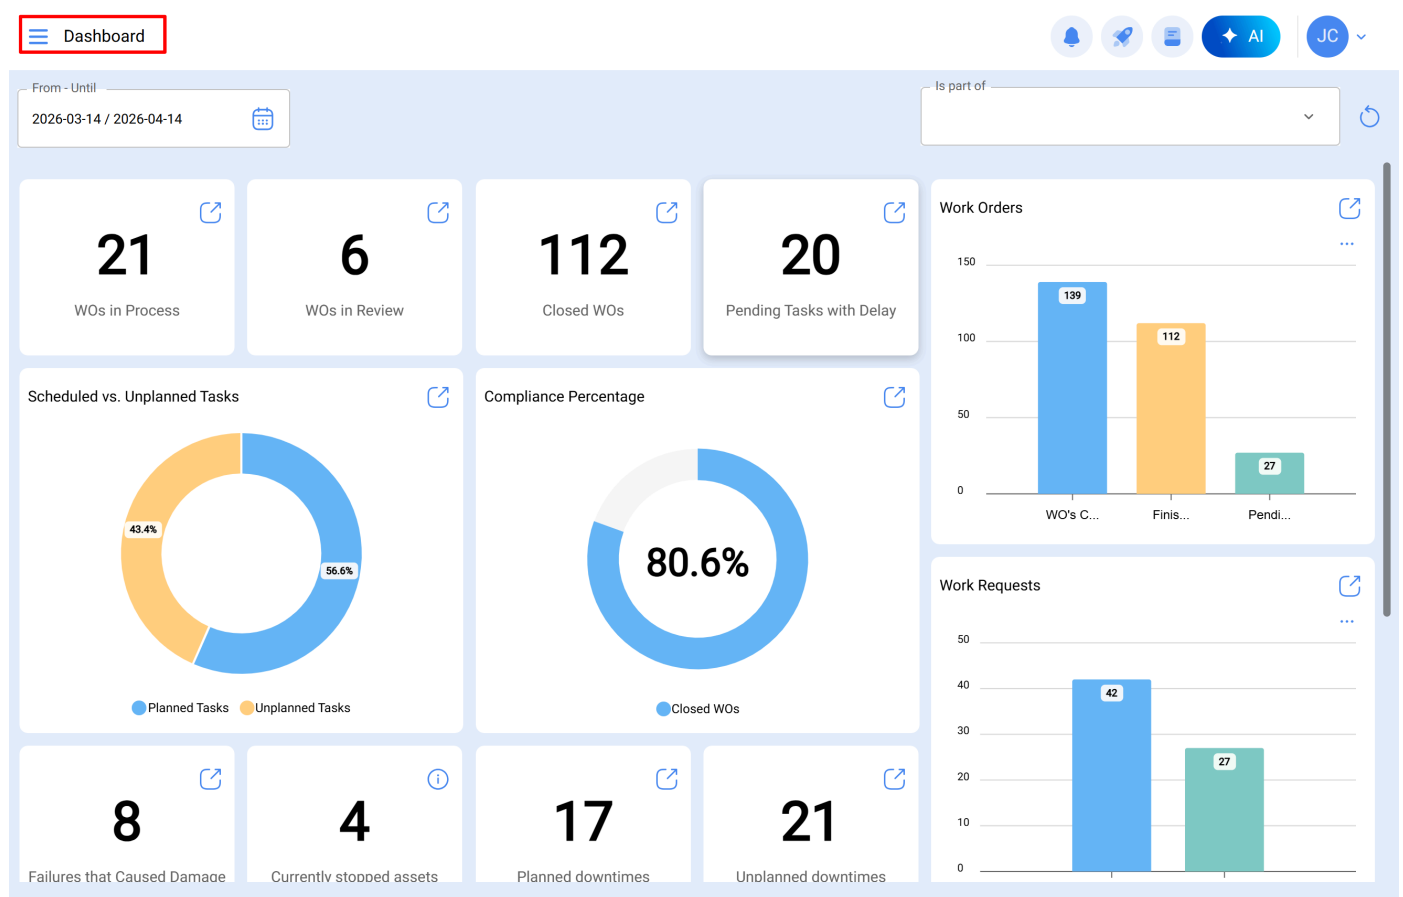 Dashboard
AI
JC
From - Until
2026-03-14 / 2026-04-14
Is part of
21
WOs in Process
6
WOs in Review
112
Closed WOs
20
Pending Tasks with Delay
Work Orders
...
150
100
50
0
139
112
27
WO's C...
Finis...
Pendi...
Scheduled vs. Unplanned Tasks
43.4%
56.6%
Planned Tasks
Unplanned Tasks
Compliance Percentage
80.6%
Closed WOs
Work Requests
...
50
40
30
20
10
0
42
27
8
Failures that Caused Damage
4
Currently stopped assets
17
Planned downtimes
21
Unplanned downtimes